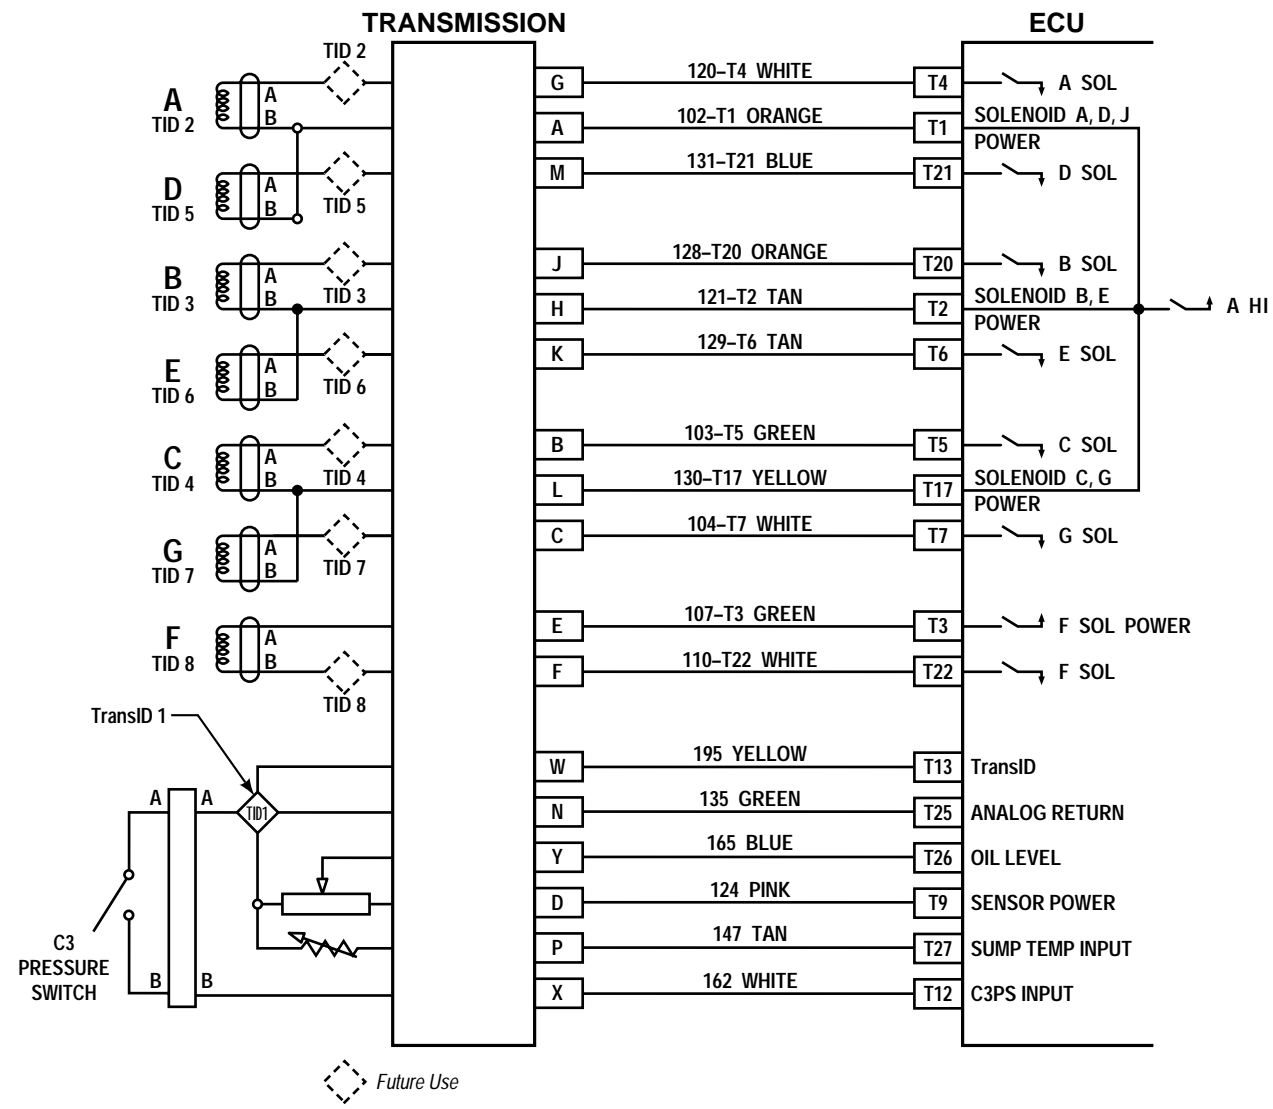 TRANSMISSION
ECU
TID 2
A
TID 2
A
B
G
120–T4 WHITE
T4
A SOL
A
102–T1 ORANGE
T1
SOLENOID A, D, J
POWER
D
TID 5
A
B
TID 5
M
131–T21 BLUE
T21
D SOL
B
TID 3
A
B
TID 3
J
128–T20 ORANGE
T20
B SOL
H
121–T2 TAN
T2
SOLENOID B, E
POWER
A HI
E
TID 6
A
B
TID 6
K
129–T6 TAN
T6
E SOL
C
TID 4
A
B
TID 4
B
103–T5 GREEN
T5
C SOL
L
130–T17 YELLOW
T17
SOLENOID C, G
POWER
G
TID 7
A
B
TID 7
C
104–T7 WHITE
T7
G SOL
F
TID 8
A
B
TID 8
E
107–T3 GREEN
T3
F SOL POWER
F
110–T22 WHITE
T22
F SOL
TransID 1
W
195 YELLOW
T13
TransID
A
A
TID1
N
135 GREEN
T25
ANALOG RETURN
Y
165 BLUE
T26
OIL LEVEL
D
124 PINK
T9
SENSOR POWER
C3
PRESSURE
SWITCH
P
147 TAN
T27
SUMP TEMP INPUT
B
B
X
162 WHITE
T12
C3PS INPUT
Future Use